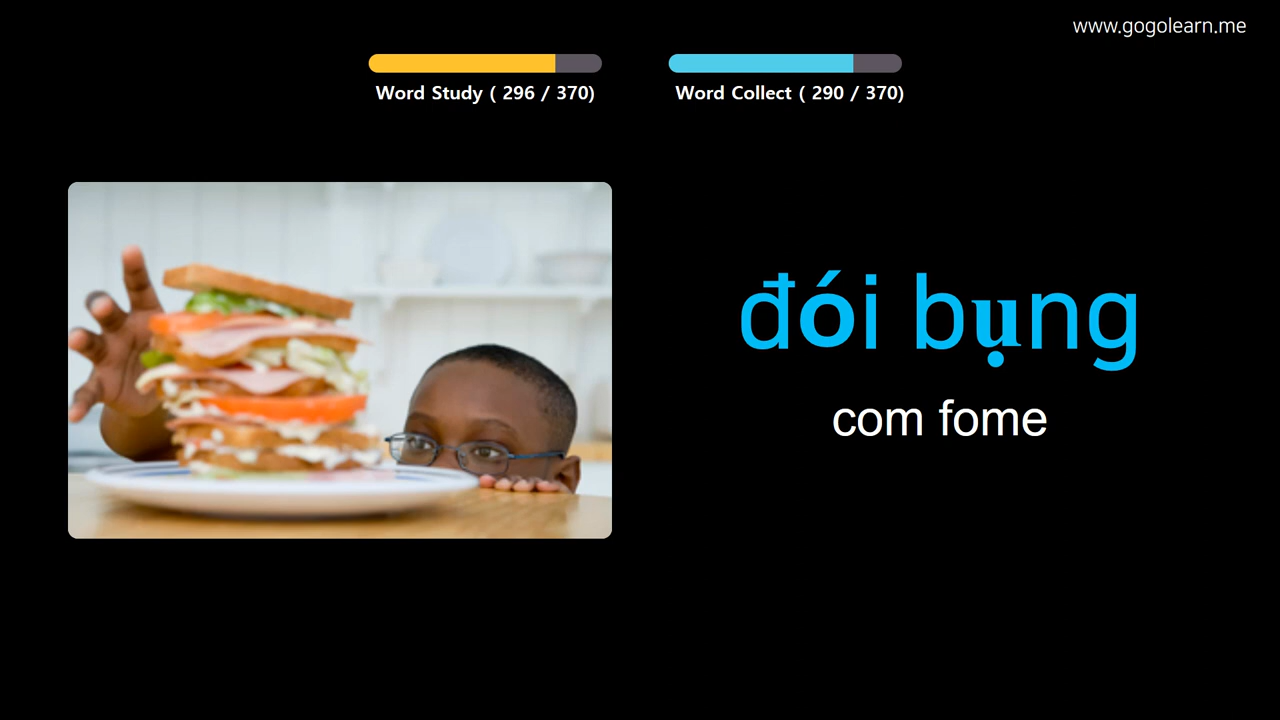 www.gogolearn.me
Word Study ( 296 / 370)
Word Collect ( 290 / 370)
đói bụng
com fome